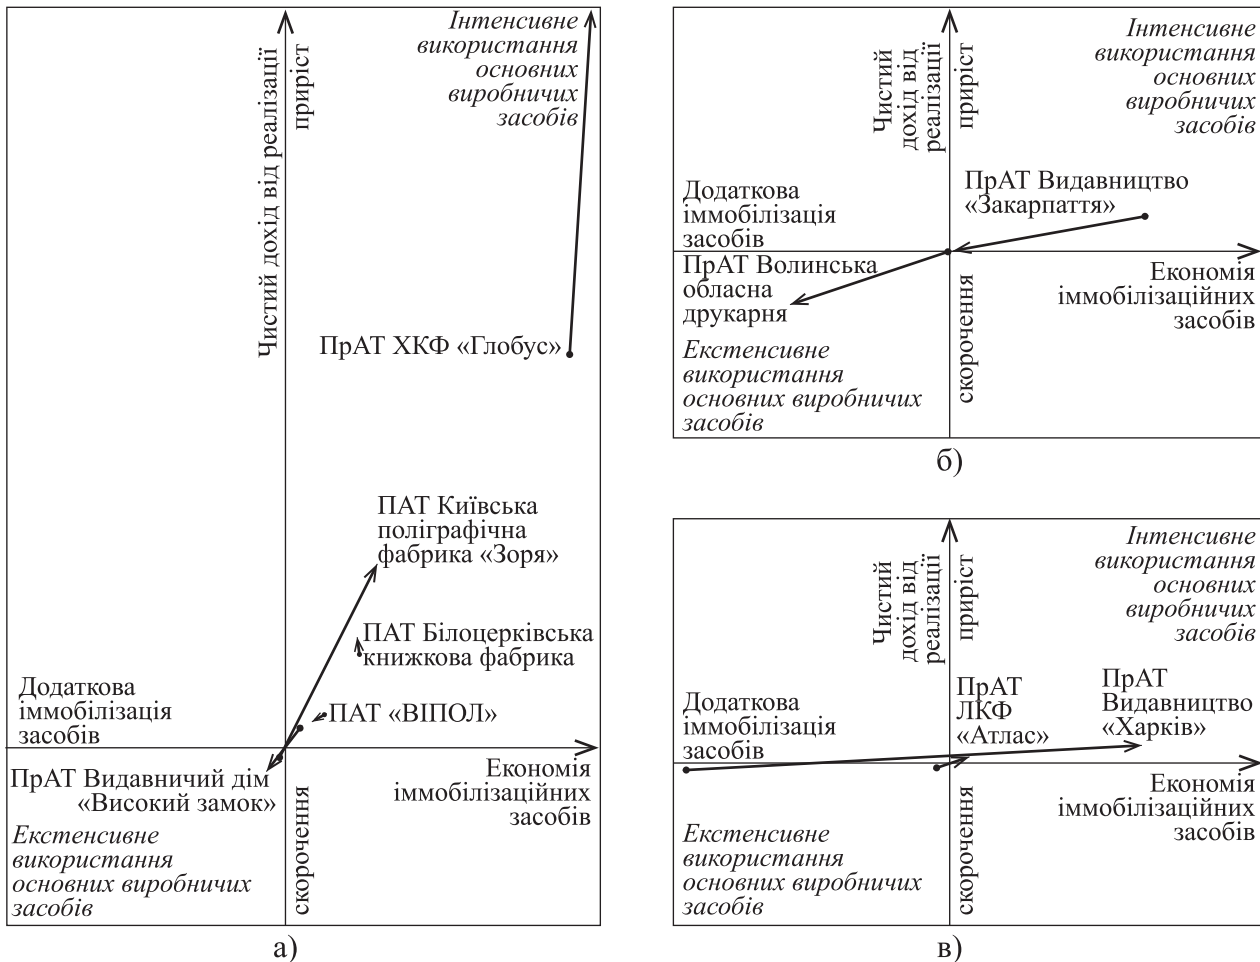 Чистий дохід від реалізації
приріст
Інтенсивне
використання
основних
виробничих
засобів
ПрАТ ХКФ «Глобус»
ПАТ Київська
поліграфічна
фабрика «Зоря»
ПАТ Білоцерківська
книжкова фабрика
Додаткова
іммобілізація
засобів
ПАТ «ВІПОЛ»
ПрАТ Видавничий дім
«Високий замок»
Економія
іммобілізаційних
засобів
Екстенсивне
використання
основних виробничих
засобів
скорочення
а)
Чистий
дохід від
реалізації
приріст
Інтенсивне
використання
основних
виробничих
засобів
Додаткова
іммобілізація
засобів
ПрАТ Видавництво
«Закарпаття»
ПрАТ Волинська
обласна
друкарня
Економія
іммобілізаційних
засобів
Екстенсивне
використання
основних виробничих
засобів
скорочення
б)
Чистий
дохід від
реалізації
приріст
Інтенсивне
використання
основних
виробничих
засобів
Додаткова
іммобілізація
засобів
ПрАТ
ЛКФ
«Атлас»
ПрАТ
Видавництво
«Харків»
Економія
іммобілізаційних
засобів
Екстенсивне
використання
основних виробничих
засобів
скорочення
в)